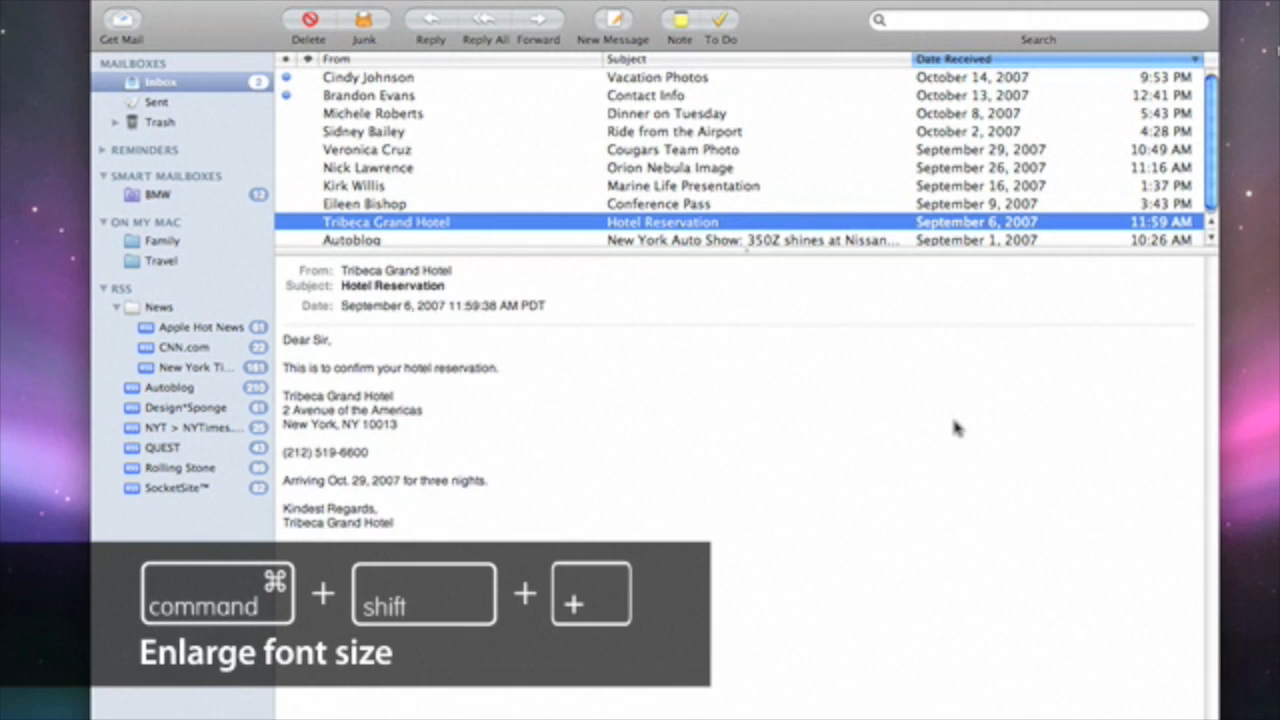 Get Mail Delete Junk Reply Reply All Forward New Message Note To Do Search
MAILBOXES
Inbox 2
Sent
Trash
REMINDERS
SMART MAILBOXES
BMW 12
ON MY MAC
Family
Travel
RSS
News
Apple Hot News
CNN.com 22
New York Ti... 161
Autoblog 210
Design*Sponge
NYT > NYTimes....
QUEST
Rolling Stone
SocketSite™
From Subject Date Received
Cindy Johnson Vacation Photos October 14, 2007 9:53 PM
Brandon Evans Contact Info October 13, 2007 12:41 PM
Michele Roberts Dinner on Tuesday October 8, 2007 5:43 PM
Sidney Bailey Ride from the Airport October 2, 2007 4:28 PM
Veronica Cruz Cougars Team Photo September 29, 2007 10:49 AM
Nick Lawrence Orion Nebula Image September 26, 2007 11:16 AM
Kirk Willis Marine Life Presentation September 16, 2007 1:37 PM
Eileen Bishop Conference Pass September 9, 2007 3:43 PM
Tribeca Grand Hotel Hotel Reservation September 6, 2007 11:59 AM
Autoblog New York Auto Show: 350Z shines at Nissan... September 1, 2007 10:26 AM
From: Tribeca Grand Hotel
Subject: Hotel Reservation
Date: September 6, 2007 11:59:38 AM PDT
Dear Sir,
This is to confirm your hotel reservation.
Tribeca Grand Hotel
2 Avenue of the Americas
New York, NY 10013
(212) 519-6600
Arriving Oct. 29, 2007 for three nights.
Kindest Regards,
Tribeca Grand Hotel
command ⌘ + shift + +
Enlarge font size